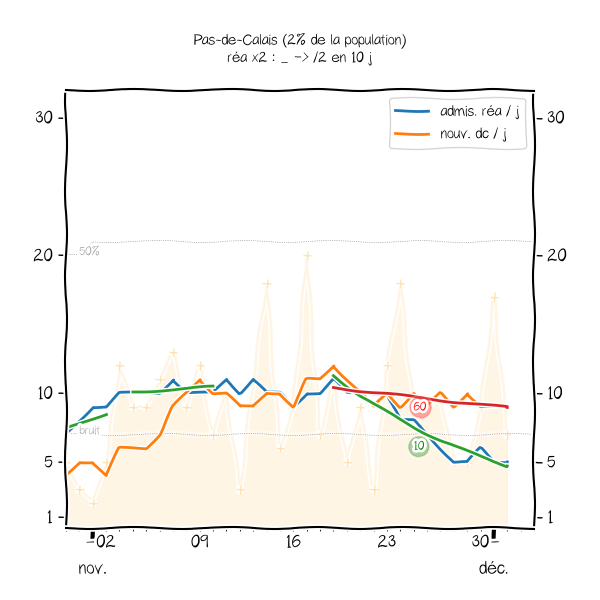 Pas-de-Calais (2% de la population)
réa x2 : _ -> /2 en 10 j
admis. réa / j
nouv. dc / j
30 30
50%
20 20
10 10
60
bruit
10
5 5
1 1
02 09 16 23 30
nov. déc.